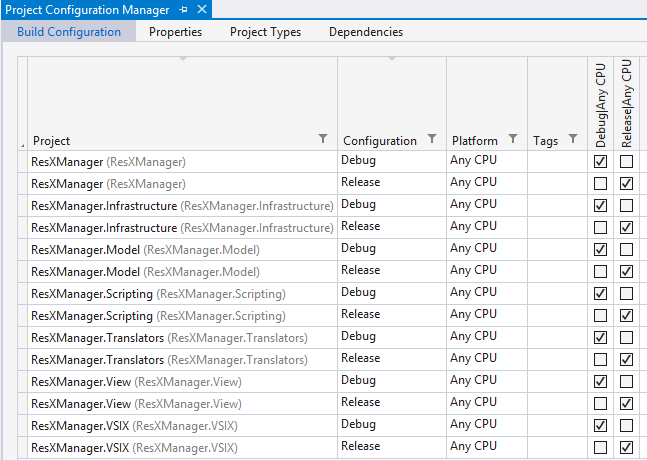 Project Configuration Manager
Build Configuration Properties Project Types Dependencies
Project Configuration Platform Tags Debug|Any CPU Release|Any CPU
ResXManager (ResXManager) Debug Any CPU
ResXManager (ResXManager) Release Any CPU
ResXManager.Infrastructure (ResXManager.Infrastructure) Debug Any CPU
ResXManager.Infrastructure (ResXManager.Infrastructure) Release Any CPU
ResXManager.Model (ResXManager.Model) Debug Any CPU
ResXManager.Model (ResXManager.Model) Release Any CPU
ResXManager.Scripting (ResXManager.Scripting) Debug Any CPU
ResXManager.Scripting (ResXManager.Scripting) Release Any CPU
ResXManager.Translators (ResXManager.Translators) Debug Any CPU
ResXManager.Translators (ResXManager.Translators) Release Any CPU
ResXManager.View (ResXManager.View) Debug Any CPU
ResXManager.View (ResXManager.View) Release Any CPU
ResXManager.VSIX (ResXManager.VSIX) Debug Any CPU
ResXManager.VSIX (ResXManager.VSIX) Release Any CPU